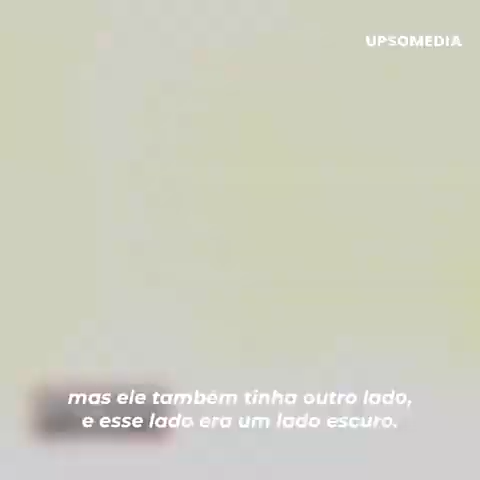 UPSOMEDIA
mas ele também tinha outro lado,
e esse lado era um lado escuro.